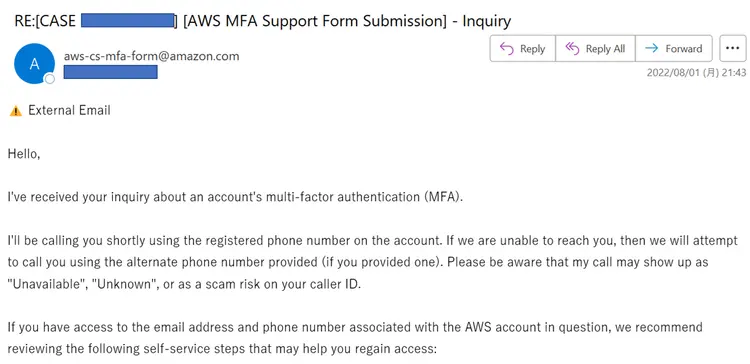 RE:[CASE ] [AWS MFA Support Form Submission] - Inquiry
A
aws-cs-mfa-form@amazon.com
Reply
Reply All
Forward
2022/08/01 (月) 21:43
External Email
Hello,
I've received your inquiry about an account's multi-factor authentication (MFA).
I'll be calling you shortly using the registered phone number on the account. If we are unable to reach you, then we will attempt
to call you using the alternate phone number provided (if you provided one). Please be aware that my call may show up as
"Unavailable", "Unknown", or as a scam risk on your caller ID.
If you have access to the email address and phone number associated with the AWS account in question, we recommend
reviewing the following self-service steps that may help you regain access: